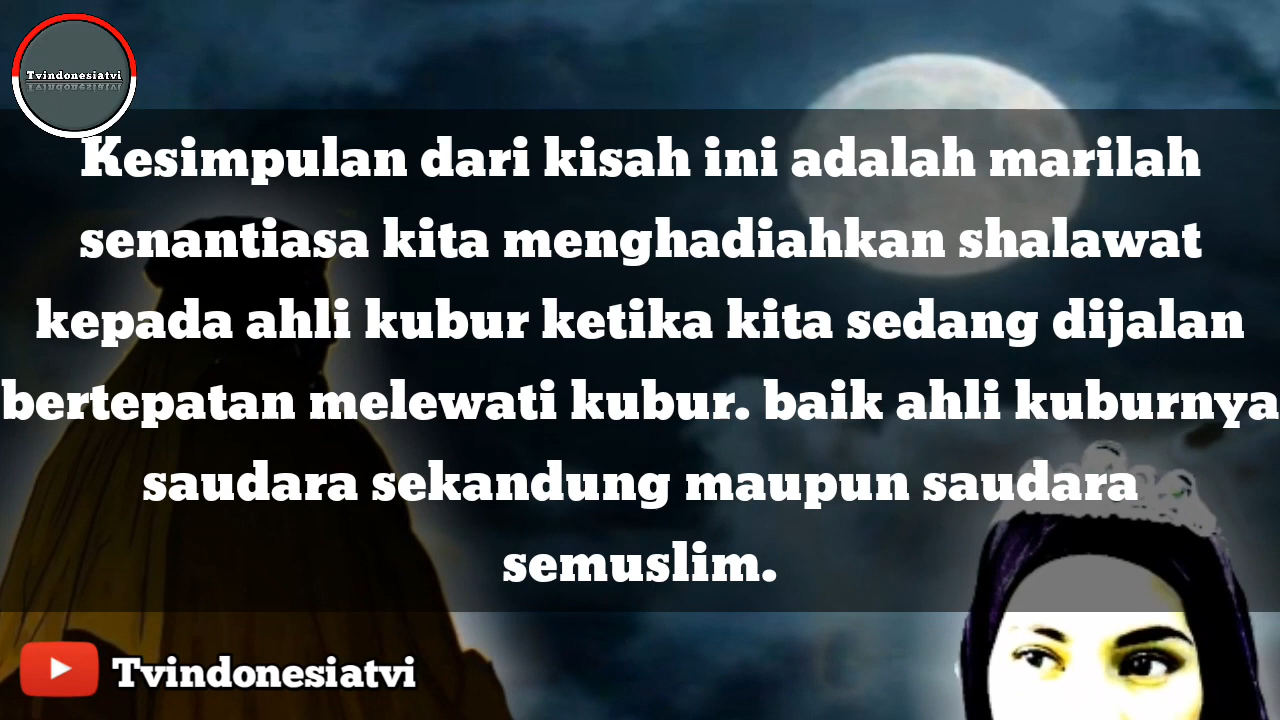 Tvindonesiatvi
Kesimpulan dari kisah ini adalah marilah
senantiasa kita menghadiahkan shalawat
kepada ahli kubur ketika kita sedang dijalan
bertepatan melewati kubur. baik ahli kuburnya
saudara sekandung maupun saudara
semuslim.
Tvindonesiatvi